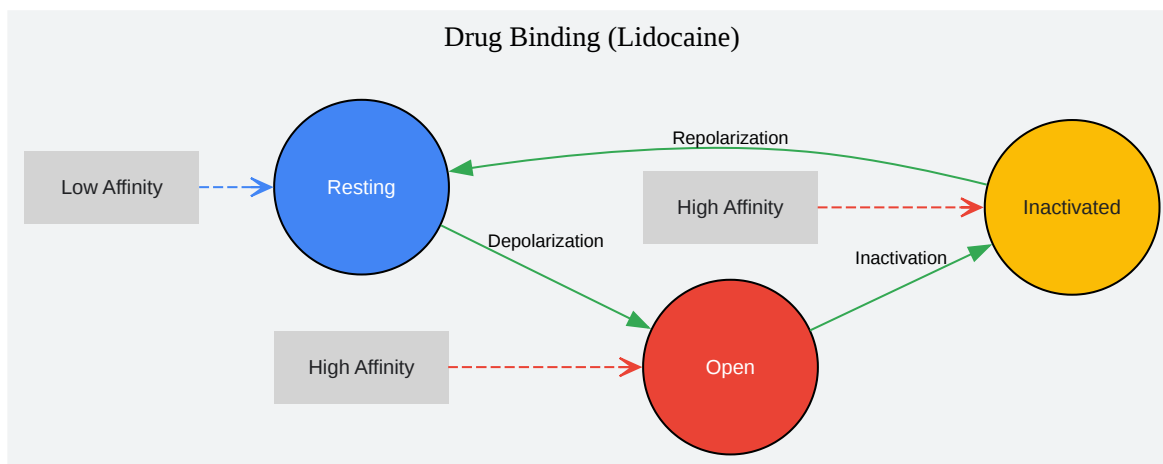 Drug Binding (Lidocaine)
Repolarization
Low Affinity
Resting
High Affinity
Inactivated
Depolarization
Inactivation
High Affinity
Open